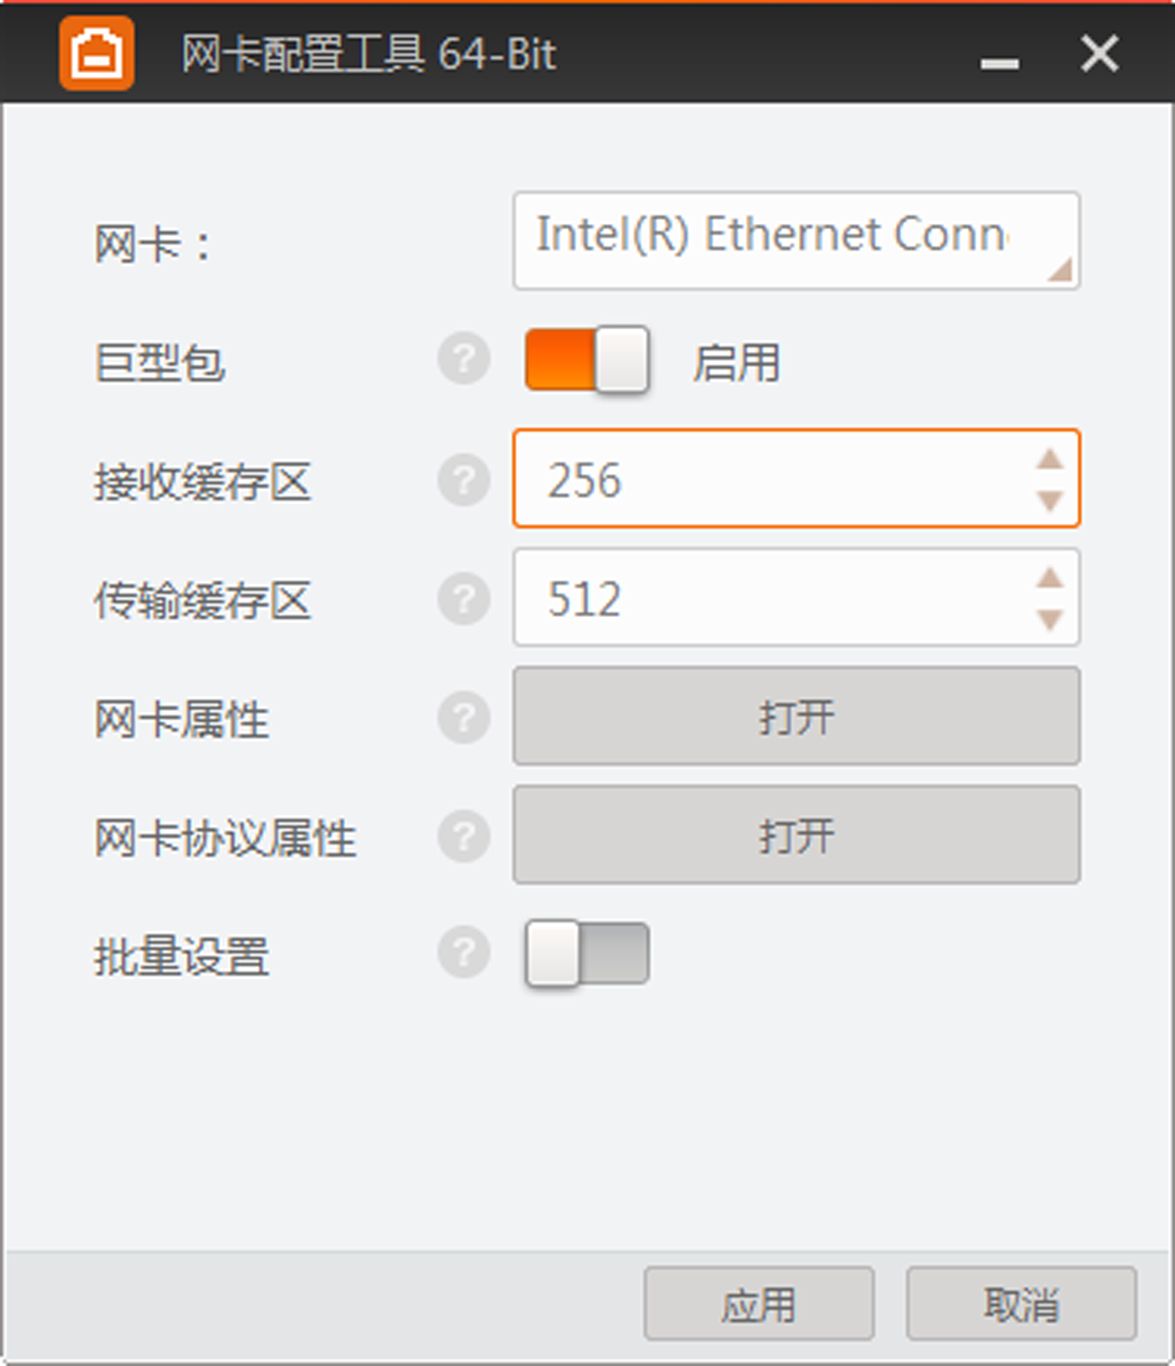 网卡配置工具 64-Bit
网卡： Intel(R) Ethernet Conn
巨型包 ? 启用
接收缓存区 ? 256
传输缓存区 ? 512
网卡属性 ? 打开
网卡协议属性 ? 打开
批量设置 ?
应用 取消